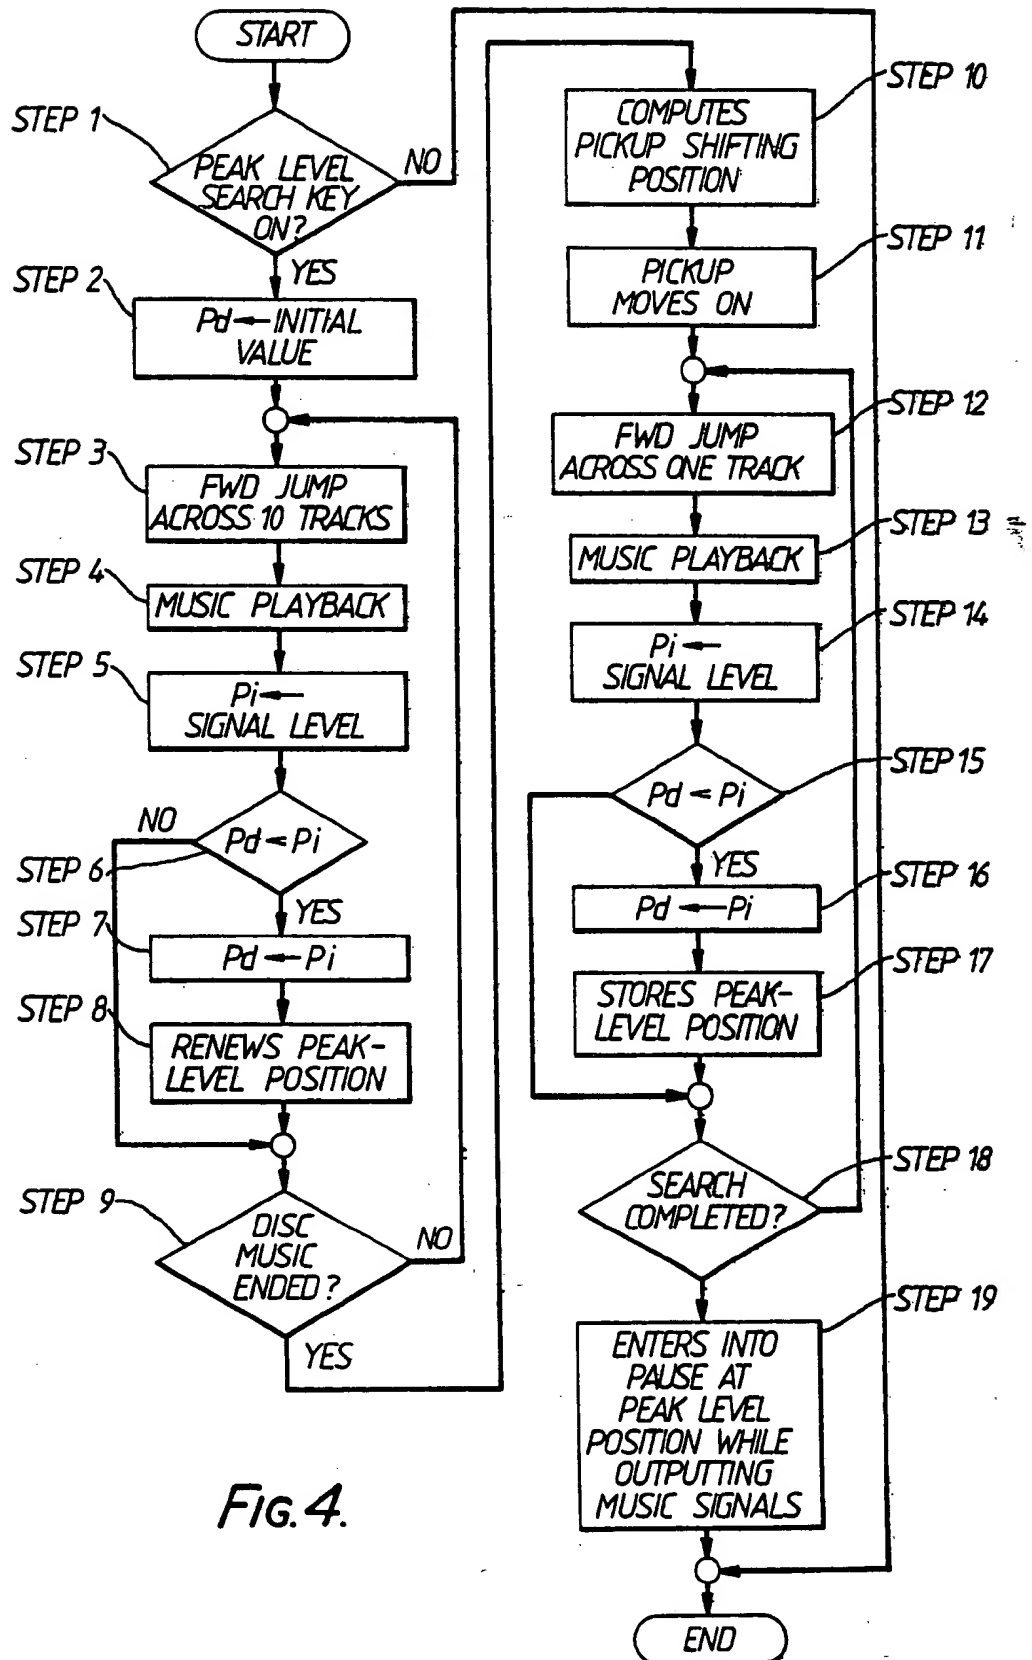 START
STEP 1
PEAK LEVEL
SEARCH KEY
ON?
NO
YES
STEP 2
Pd←INITIAL
VALUE
STEP 3
FWD JUMP
ACROSS 10 TRACKS
STEP 4
MUSIC PLAYBACK
STEP 5
Pi←
SIGNAL LEVEL
NO
Pd<Pi
STEP 6
YES
STEP 7
Pd←Pi
STEP 8
RENEWS PEAK-
LEVEL POSITION
STEP 9
DISC
MUSIC
ENDED?
NO
YES
STEP 10
COMPUTES
PICKUP SHIFTING
POSITION
STEP 11
PICKUP
MOVES ON
STEP 12
FWD JUMP
ACROSS ONE TRACK
STEP 13
MUSIC PLAYBACK
STEP 14
Pi←
SIGNAL LEVEL
STEP 15
Pd<Pi
YES
STEP 16
Pd←Pi
STEP 17
STORES PEAK-
LEVEL POSITION
STEP 18
SEARCH
COMPLETED?
STEP 19
ENTERS INTO
PAUSE AT
PEAK LEVEL
POSITION WHILE
OUTPUTTING
MUSIC SIGNALS
END
FIG. 4.